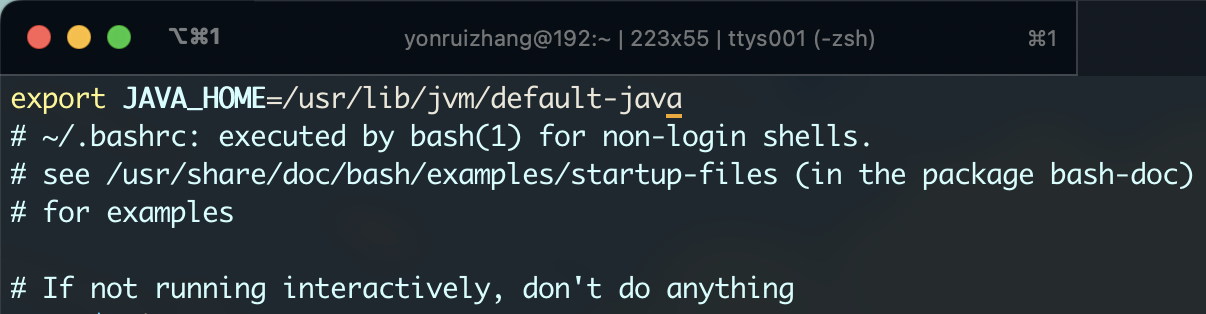 ⌥⌘1 yonruizhang@192:~ | 223x55 | ttys001 (-zsh) ⌘1
export JAVA_HOME=/usr/lib/jvm/default-java
# ~/.bashrc: executed by bash(1) for non-login shells.
# see /usr/share/doc/bash/examples/startup-files (in the package bash-doc)
# for examples

# If not running interactively, don't do anything